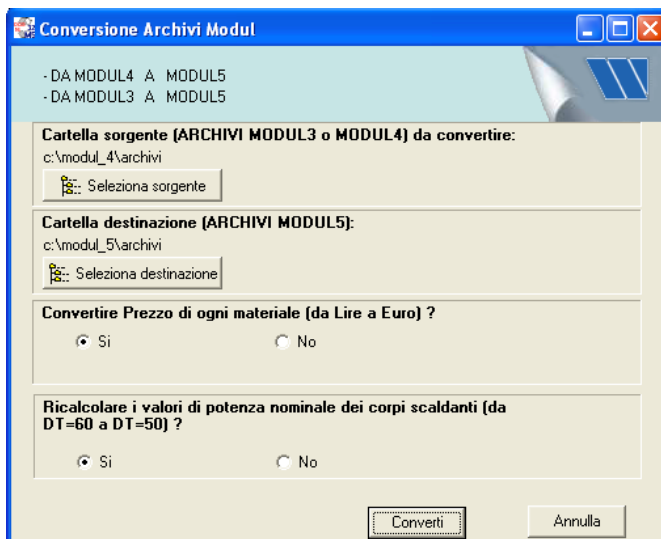 Conversione Archivi Modul
- DA MODUL4 A MODUL5
- DA MODUL3 A MODUL5
Cartella sorgente (ARCHIVI MODUL3 o MODUL4) da convertire:
c:\modul_4\archivi
Seleziona sorgente
Cartella destinazione (ARCHIVI MODUL5):
c:\modul_5\archivi
Seleziona destinazione
Convertire Prezzo di ogni materiale (da Lire a Euro) ?
Si No
Ricalcolare i valori di potenza nominale dei corpi scaldanti (da
DT=60 a DT=50) ?
Si No
Converti Annulla